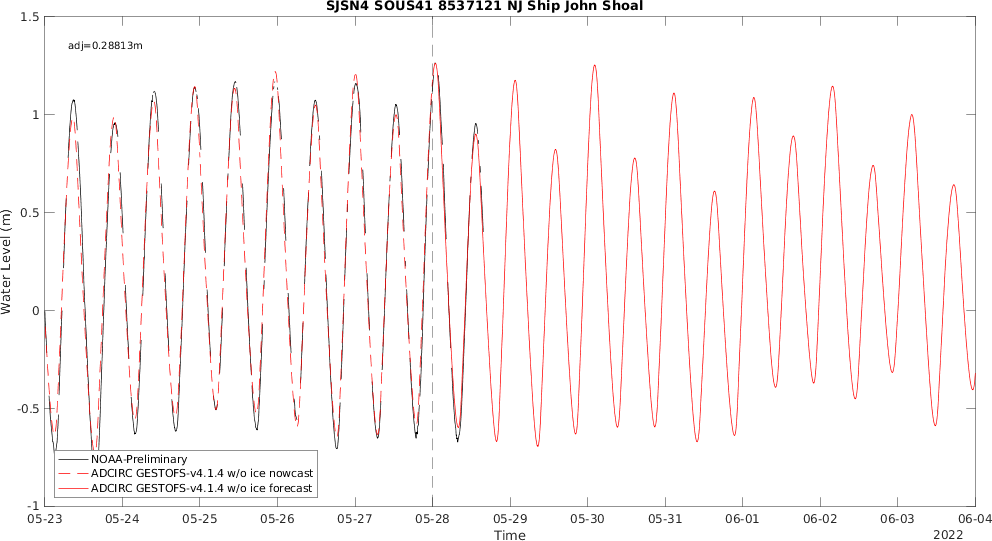 SJSN4 SOUS41 8537121 NJ Ship John Shoal
adj=0.28813m
1.5
1
0.5
0
-0.5
-1
Water Level (m)
NOAA-Preliminary
ADCIRC GESTOFS-v4.1.4 w/o ice nowcast
ADCIRC GESTOFS-v4.1.4 w/o ice forecast
05-23 05-24 05-25 05-26 05-27 05-28 05-29 05-30 05-31 06-01 06-02 06-03 06-04
Time
2022